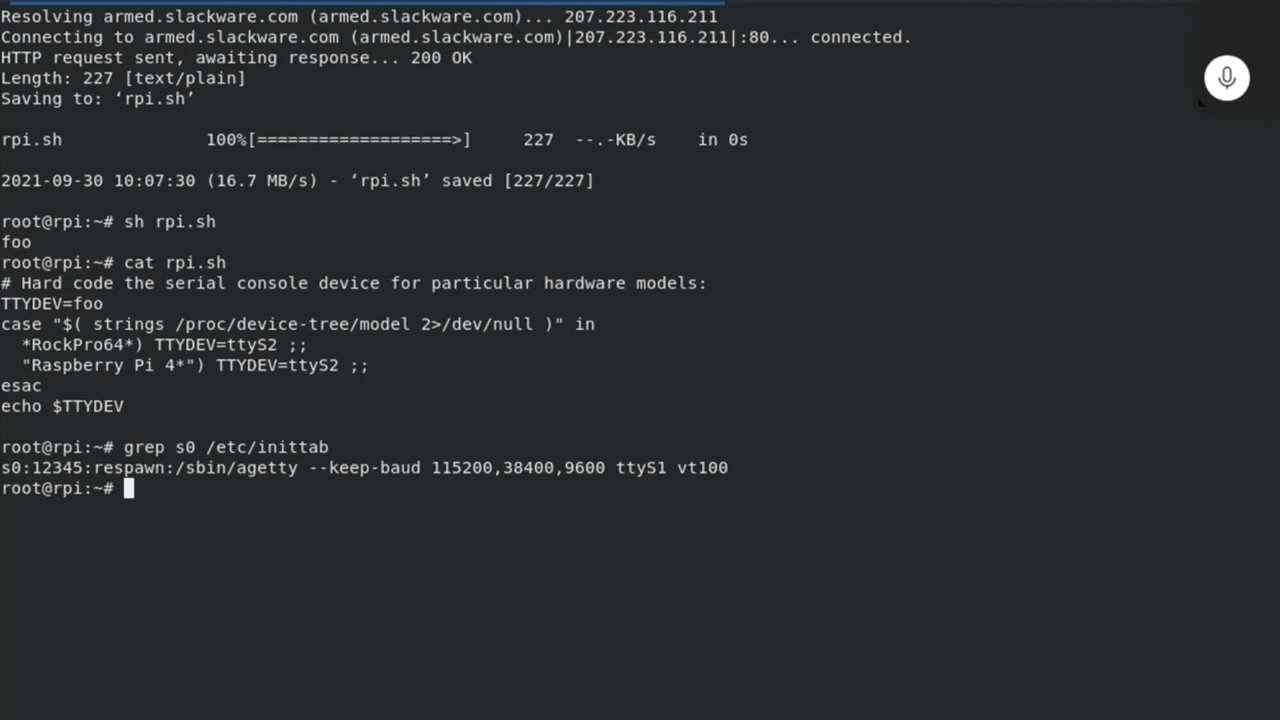 Resolving armed.slackware.com (armed.slackware.com)... 207.223.116.211
Connecting to armed.slackware.com (armed.slackware.com)|207.223.116.211|:80... connected.
HTTP request sent, awaiting response... 200 OK
Length: 227 [text/plain]
Saving to: ‘rpi.sh’
rpi.sh 100%[===================>] 227 --.-KB/s in 0s
2021-09-30 10:07:30 (16.7 MB/s) - ‘rpi.sh’ saved [227/227]
root@rpi:~# sh rpi.sh
foo
root@rpi:~# cat rpi.sh
# Hard code the serial console device for particular hardware models:
TTYDEV=foo
case "$( strings /proc/device-tree/model 2>/dev/null )" in
*RockPro64*) TTYDEV=ttyS2 ;;
"Raspberry Pi 4*") TTYDEV=ttyS2 ;;
esac
echo $TTYDEV
root@rpi:~# grep s0 /etc/inittab
s0:12345:respawn:/sbin/agetty --keep-baud 115200,38400,9600 ttyS1 vt100
root@rpi:~#